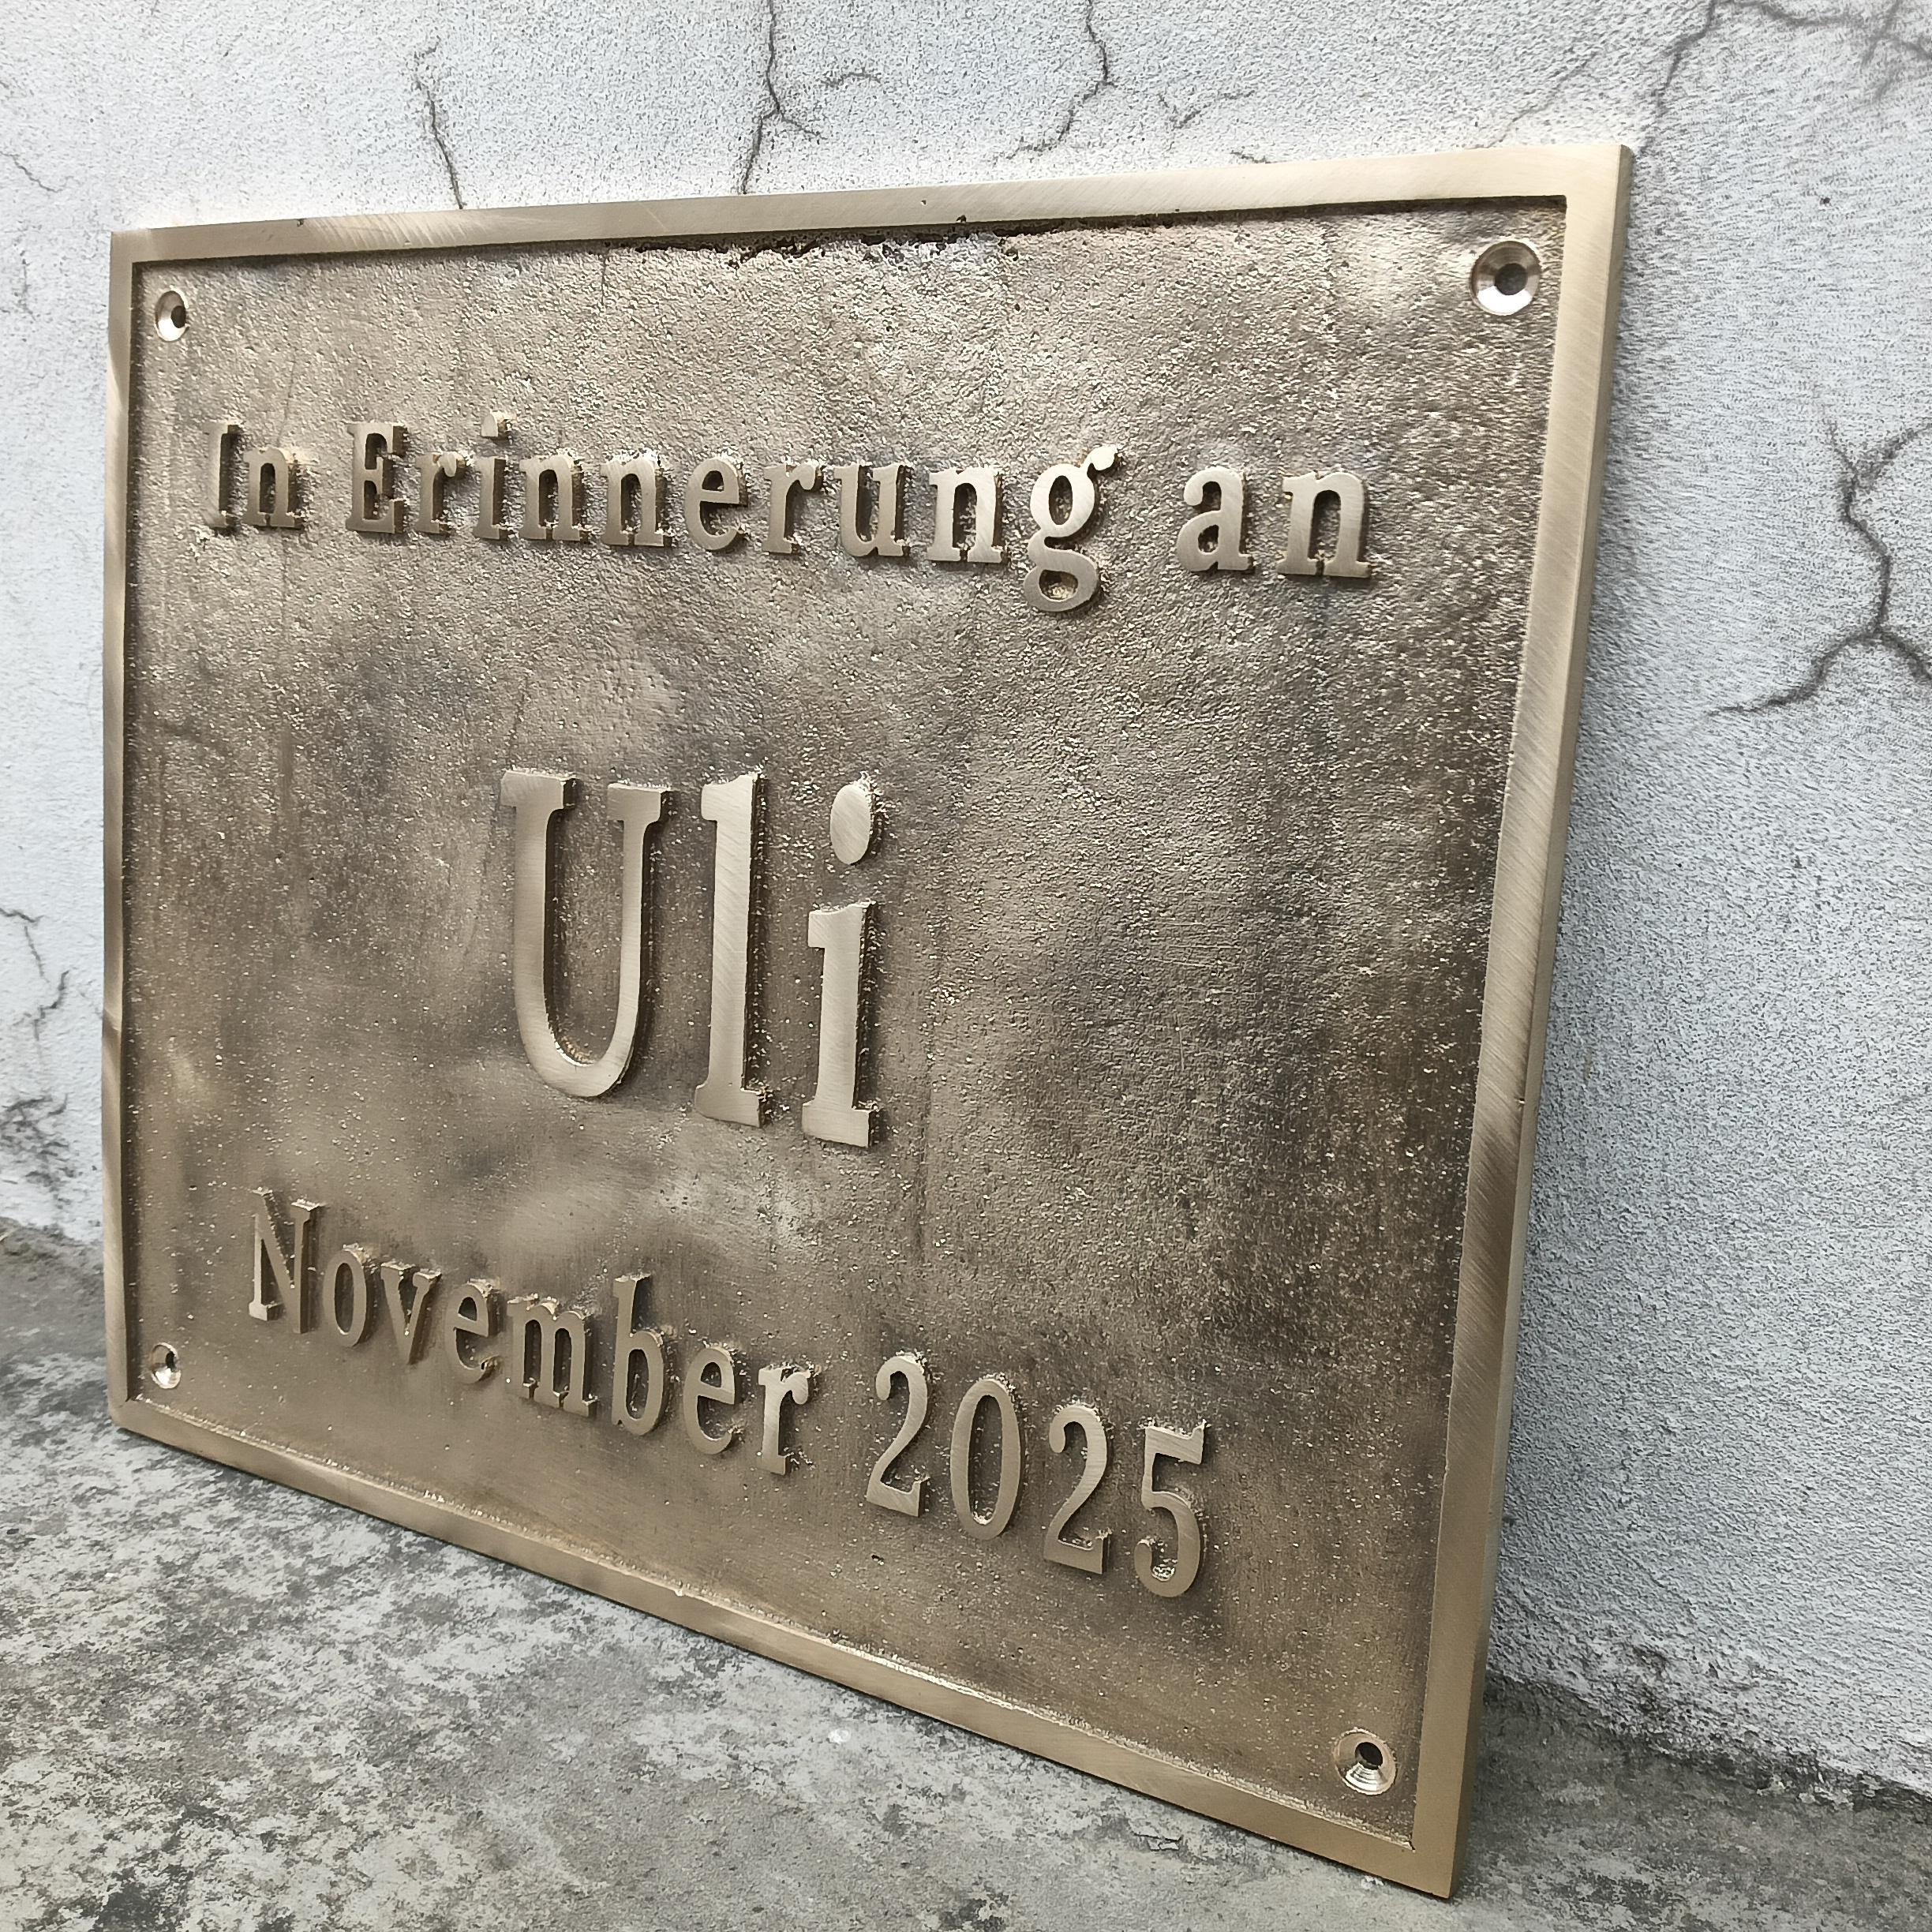 In Erinnerung an
Uli
November 2025